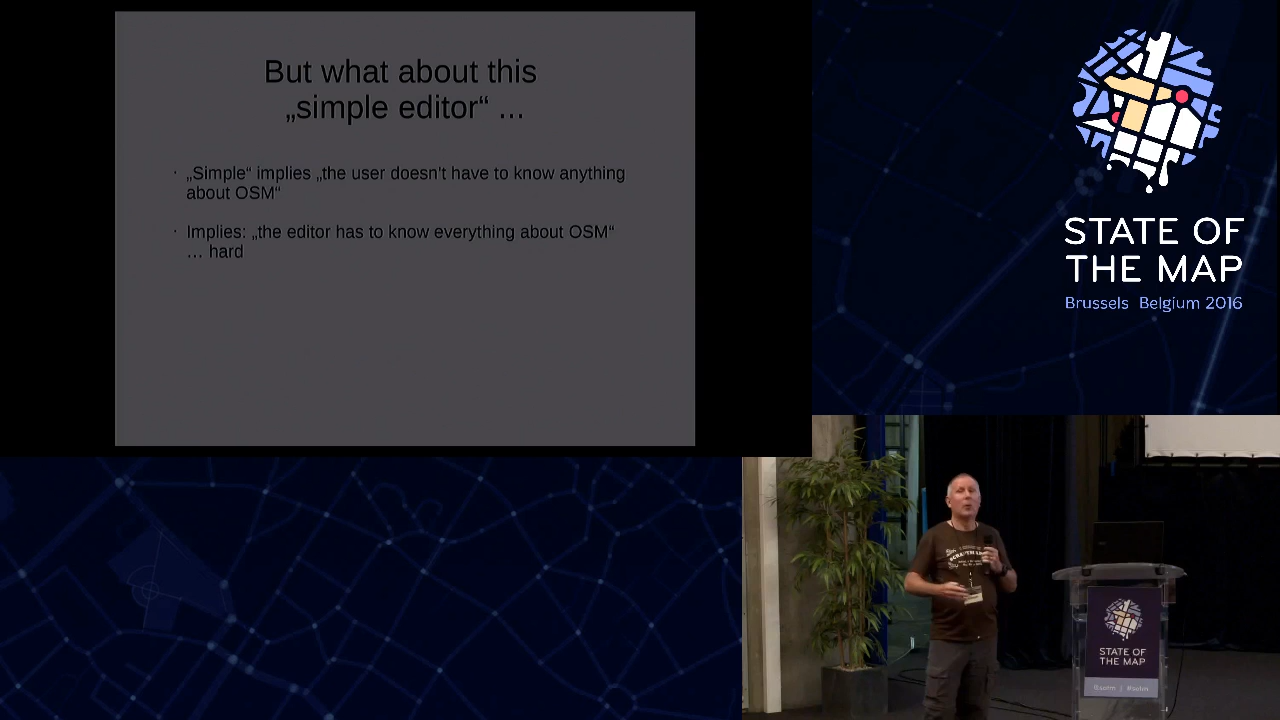 But what about this
„simple editor“ ...
· „Simple“ implies „the user doesn't have to know anything
about OSM“
· Implies: „the editor has to know everything about OSM“
... hard
STATE OF
THE MAP
Brussels Belgium 2016
STATE OF
THE MAP